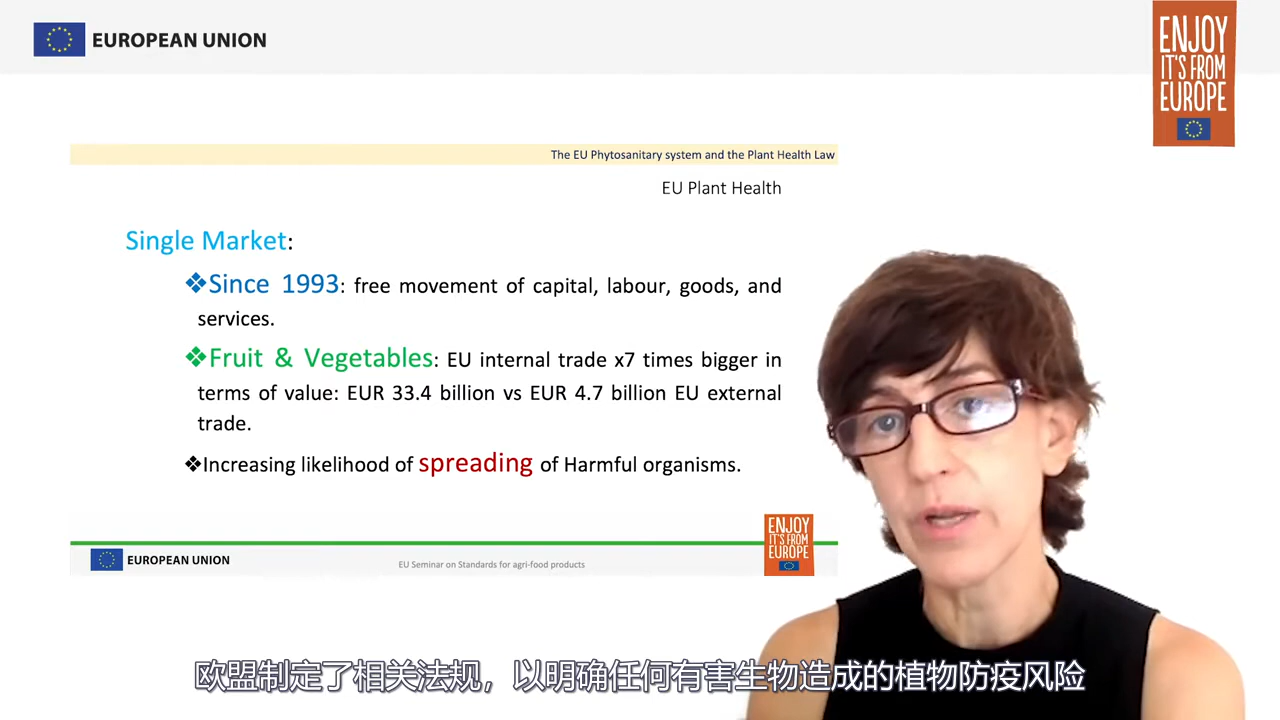 EUROPEAN UNION
ENJOY
IT'S FROM
EUROPE
The EU Phytosanitary system and the Plant Health Law
EU Plant Health
Single Market:
❖Since 1993: free movement of capital, labour, goods, and
services.
❖Fruit & Vegetables: EU internal trade x7 times bigger in
terms of value: EUR 33.4 billion vs EUR 4.7 billion EU external
trade.
❖Increasing likelihood of spreading of Harmful organisms.
EUROPEAN UNION
EU Seminar on Standards for agri-food products
ENJOY
IT'S FROM
EUROPE
欧盟制定了相关法规，以明确任何有害生物造成的植物防疫风险